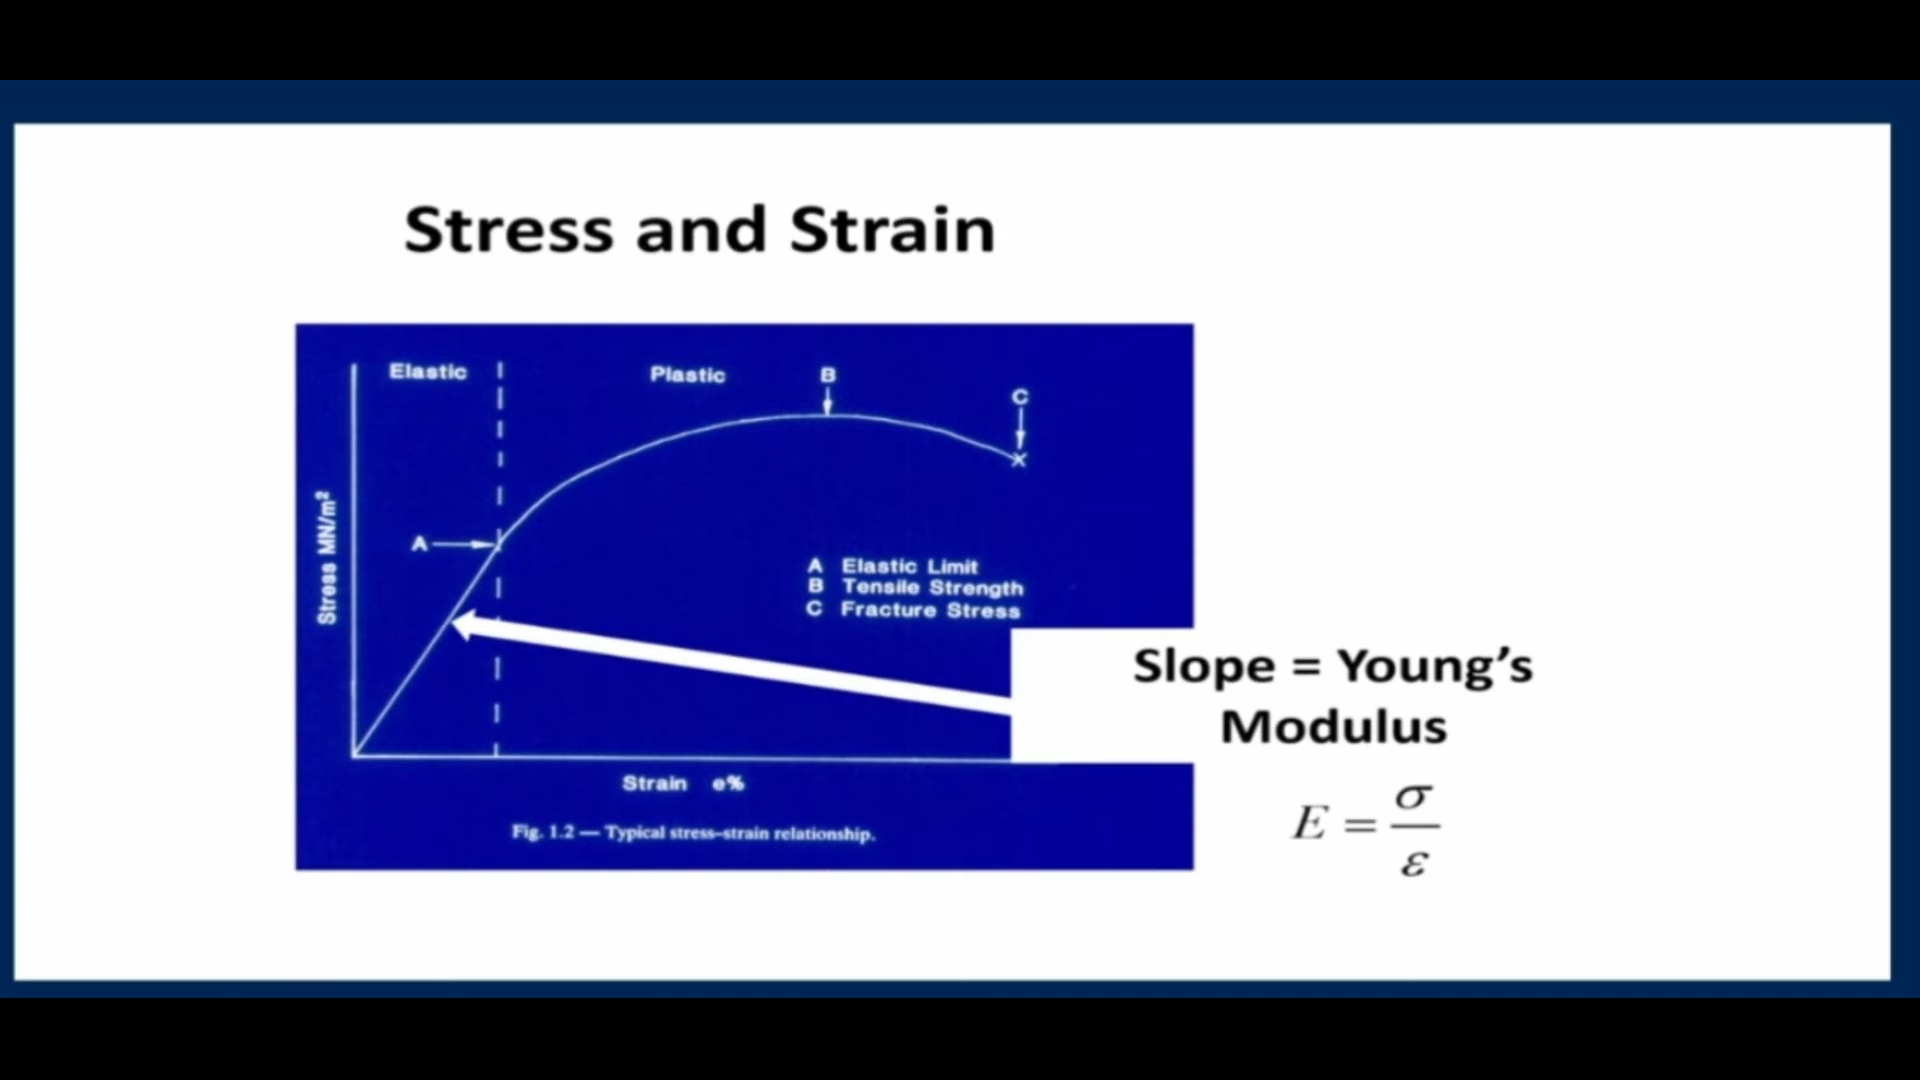 Stress and Strain
Elastic
Plastic
B
C
A
Stress MN/m²
A Elastic Limit
B Tensile Strength
C Fracture Stress
Slope = Young’s
Modulus
E = σ/ε
Strain e%
Fig. 1.2 — Typical stress–strain relationship.